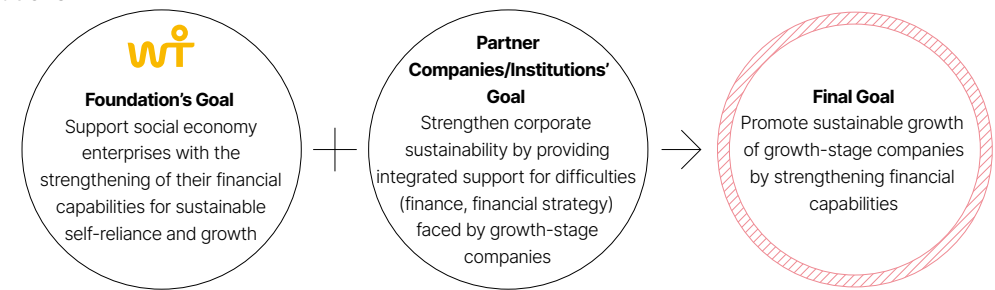 Foundation's Goal
Support social economy
enterprises with the
strengthening of their financial
capabilities for sustainable
self-reliance and growth
Partner
Companies/Institutions'
Goal
Strengthen corporate
sustainability by providing
integrated support for difficulties
(finance, financial strategy)
faced by growth-stage
companies
Final Goal
Promote sustainable growth
of growth-stage companies
by strengthening financial
capabilities